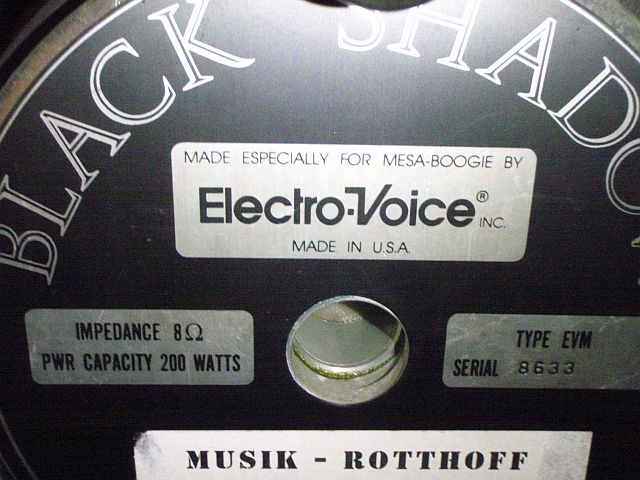 BLACK SHADO
MADE ESPECIALLY FOR MESA-BOOGIE BY
Electro-Voice® INC.
MADE IN U.S.A.
IMPEDANCE 8Ω
PWR CAPACITY 200 WATTS
TYPE EVM
SERIAL 8633
MUSIK - ROTTHOFF